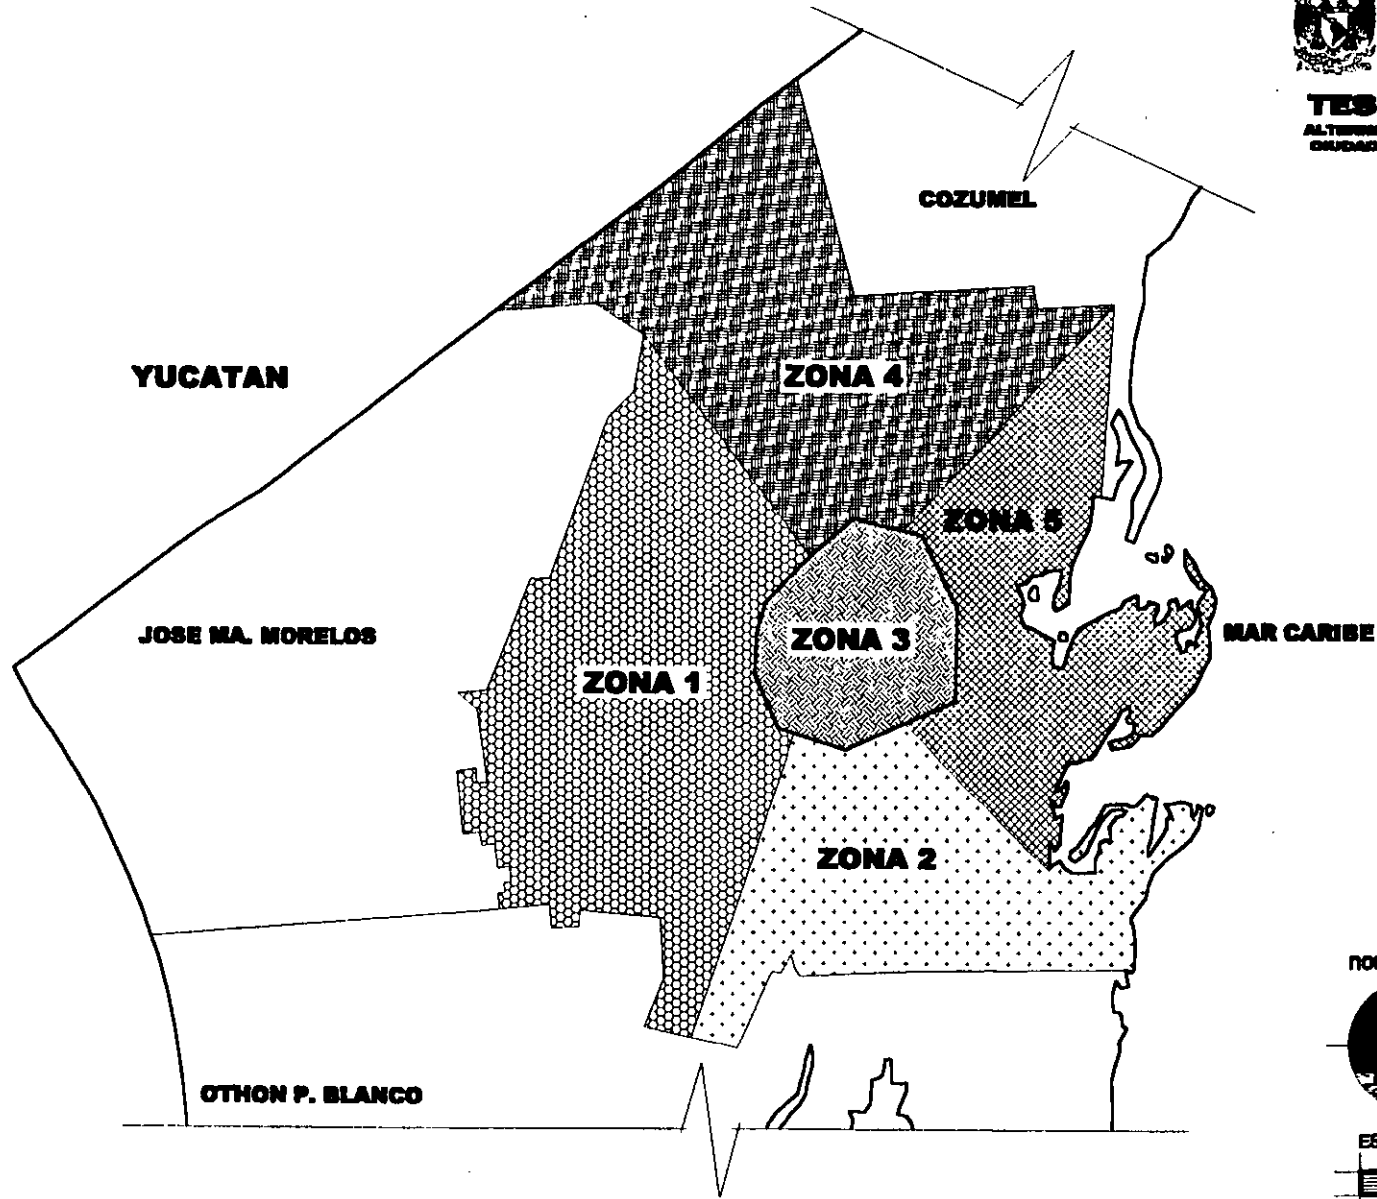 TES
COZUMEL
YUCATAN
ZONA 4
ZONA 5
JOSE MA. MORELOS
ZONA 3
MAR CARIBE
ZONA 1
ZONA 2
OTHON P. BLANCO